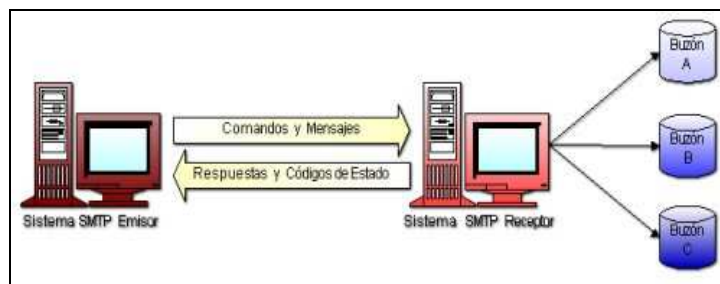 Buzón
A
Comandos y Mensajes
Buzón
B
Respuestas y Códigos de Estado
Sistema SMTP Emisor
Sistema SMTP Receptor
Buzón
C